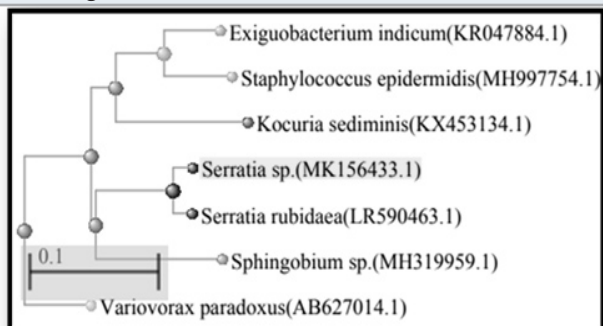 Exiguobacterium indicum(KR047884.1)
Staphylococcus epidermidis(MH997754.1)
Kocuria sediminis(KX453134.1)
Serratia sp.(MK156433.1)
Serratia rubidaea(LR590463.1)
Sphingobium sp.(MH319959.1)
0.1
Variovorax paradoxus(AB627014.1)